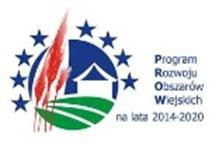 Program
Rozwoju
Obszarów
Wiejskich
na lata 2014-2020